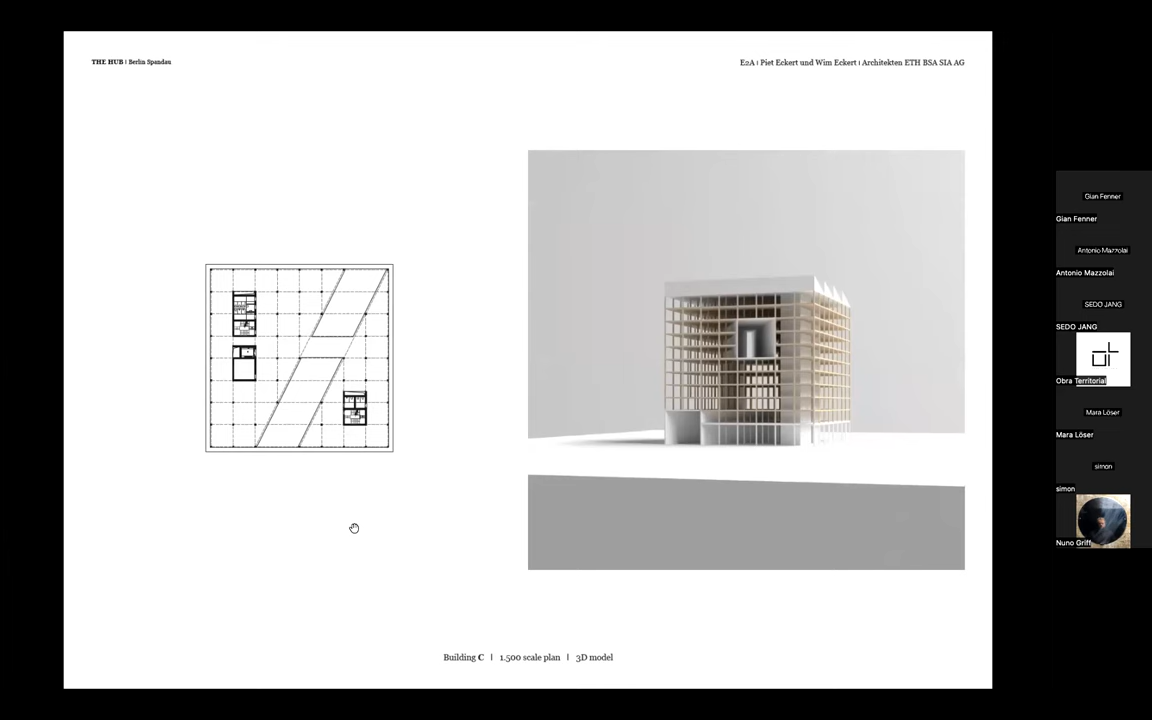 THE HUB | Berlin Spandau
E2A | Piet Eckert und Wim Eckert | Architekten ETH BSA SIA AG
Building C | 1.500 scale plan | 3D model
Gian Fenner
Gian Fenner
Antonio Mazzolai
Antonio Mazzolai
SEDO JANG
SEDO JANG
Obra Territorial
Mara Löser
Mara Löser
simon
simon
Nuno Griff